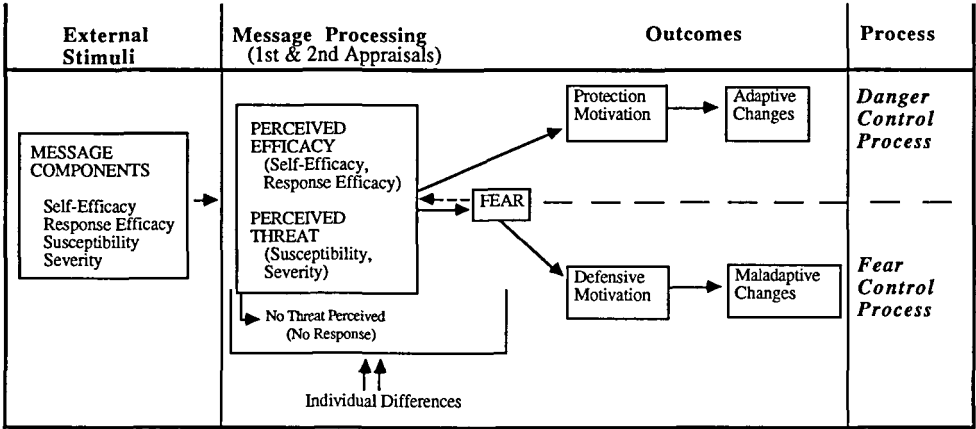 External
Stimuli
Message Processing
(1st & 2nd Appraisals)
Outcomes
Process
MESSAGE
COMPONENTS
Self-Efficacy
Response Efficacy
Susceptibility
Severity
PERCEIVED
EFFICACY
(Self-Efficacy,
Response Efficacy)
PERCEIVED
THREAT
(Susceptibility,
Severity)
No Threat Perceived
(No Response)
Individual Differences
FEAR
Protection
Motivation
Adaptive
Changes
Defensive
Motivation
Maladaptive
Changes
Danger
Control
Process
Fear
Control
Process